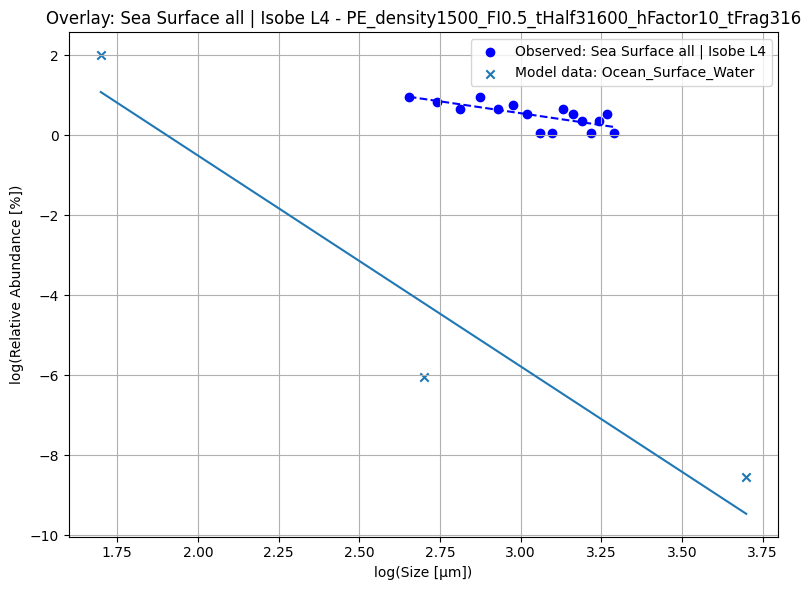 Overlay: Sea Surface all | Isobe L4 - PE_density1500_FI0.5_tHalf31600_hFactor10_tFrag316
Observed: Sea Surface all | Isobe L4
Model data: Ocean_Surface_Water
log(Relative Abundance [%])
2
0
−2
−4
−6
−8
−10
1.75 2.00 2.25 2.50 2.75 3.00 3.25 3.50 3.75
log(Size [μm])